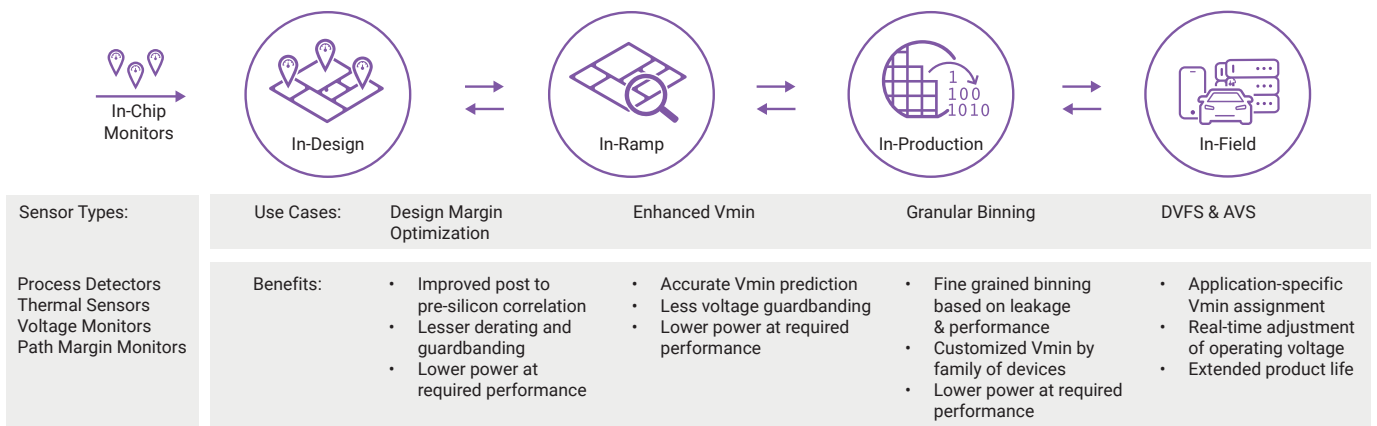 In-Chip
Monitors
In-Design
In-Ramp
1
100
1010
In-Production
In-Field
Sensor Types:
Use Cases:
Design Margin
Optimization
Enhanced Vmin
Granular Binning
DVFS & AVS
Process Detectors
Thermal Sensors
Voltage Monitors
Path Margin Monitors
Benefits:
• Improved post to
pre-silicon correlation
• Lesser derating and
guardbanding
• Lower power at
required performance
• Accurate Vmin prediction
• Less voltage guardbanding
• Lower power at required
performance
• Fine grained binning
based on leakage
& performance
• Customized Vmin by
family of devices
• Lower power at required
performance
• Application-specific
Vmin assignment
• Real-time adjustment
of operating voltage
• Extended product life